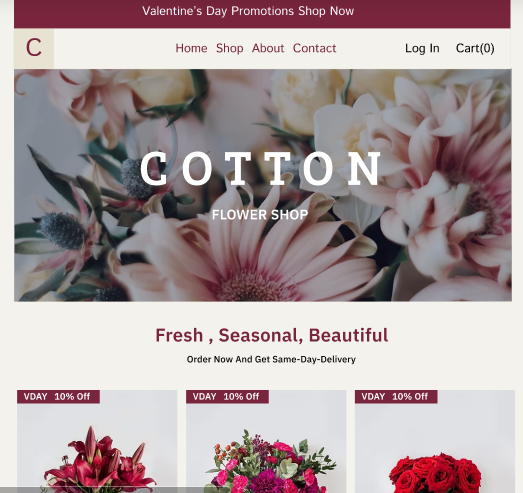 Valentine's Day Promotions Shop Now
C Home Shop About Contact Log In Cart(0)
COTTON
FLOWER SHOP
Fresh , Seasonal, Beautiful
Order Now And Get Same-Day-Delivery
VDAY 10% Off VDAY 10% Off VDAY 10% Off